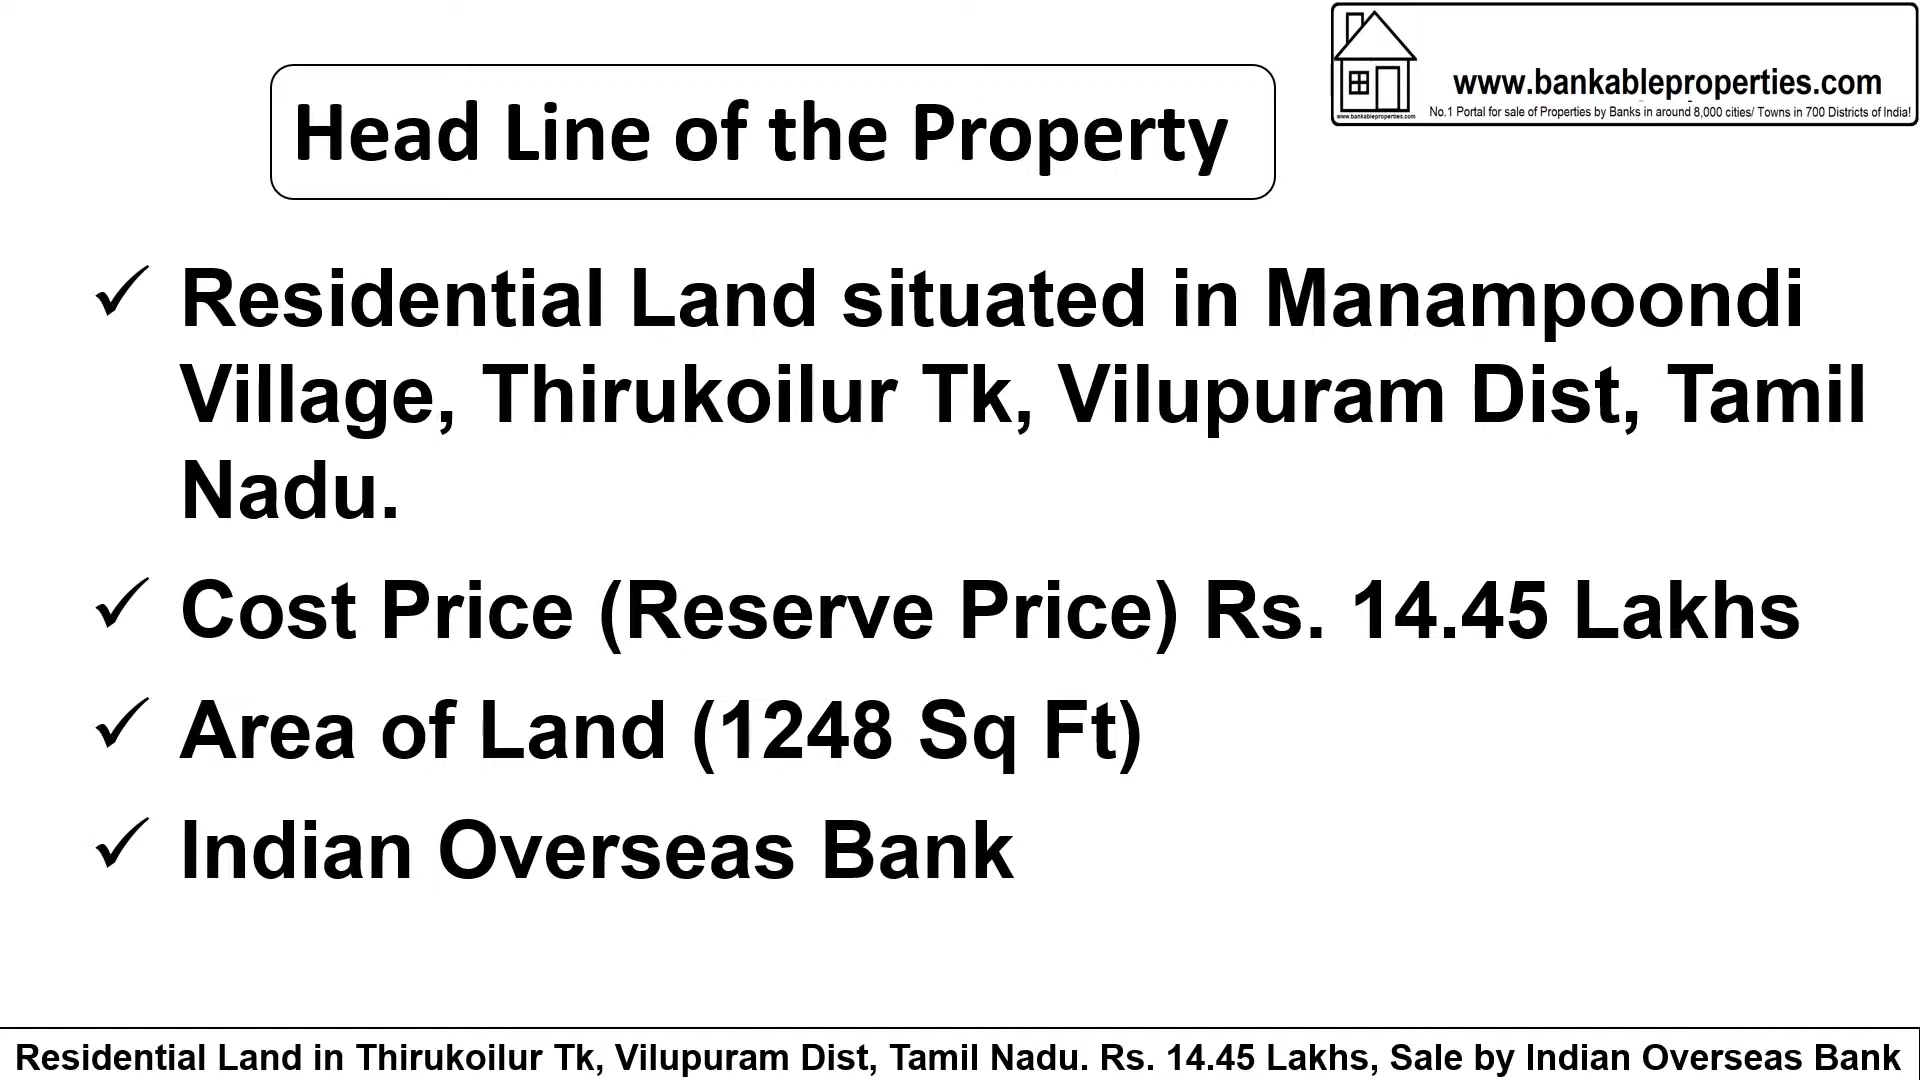 www.bankableproperties.com
No.1 Portal for sale of Properties by Banks in around 8,000 cities/ Towns in 700 Districts of India!
www.bankableproperties.com
Head Line of the Property
✓ Residential Land situated in Manampoondi
Village, Thirukoilur Tk, Vilupuram Dist, Tamil
Nadu.
✓ Cost Price (Reserve Price) Rs. 14.45 Lakhs
✓ Area of Land (1248 Sq Ft)
✓ Indian Overseas Bank
Residential Land in Thirukoilur Tk, Vilupuram Dist, Tamil Nadu. Rs. 14.45 Lakhs, Sale by Indian Overseas Bank